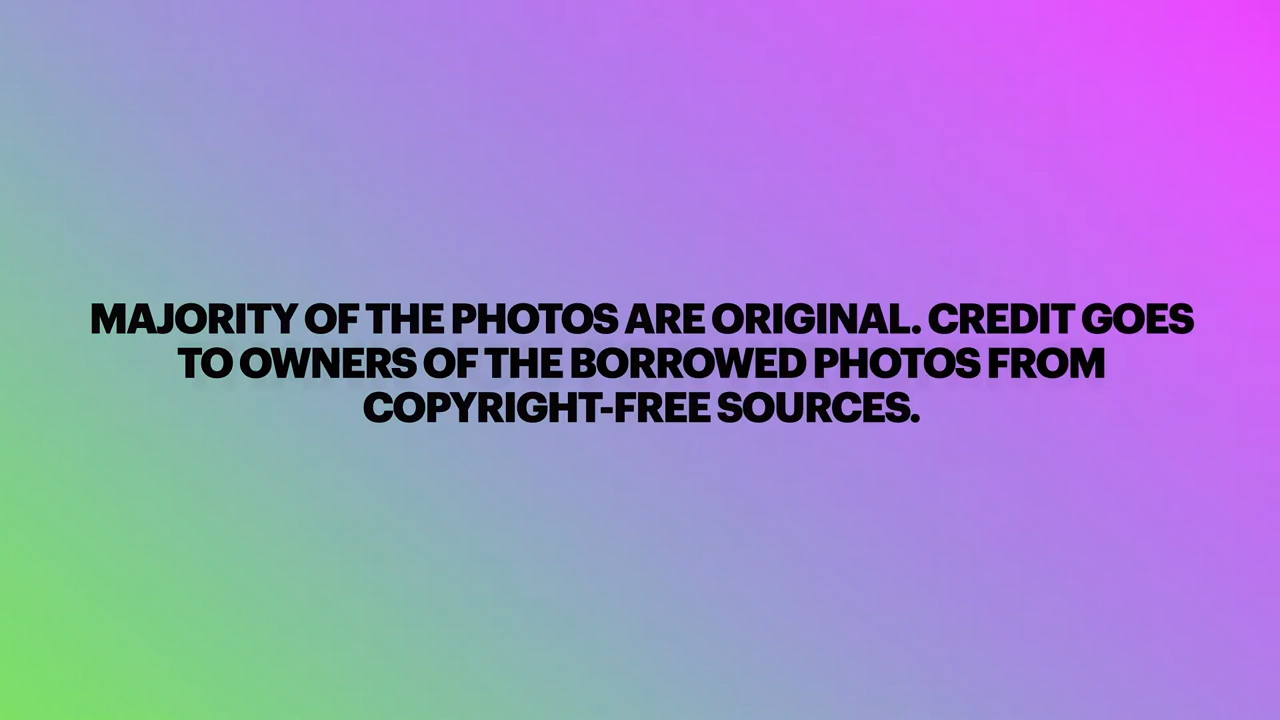 MAJORITY OF THE PHOTOS ARE ORIGINAL. CREDIT GOES
TO OWNERS OF THE BORROWED PHOTOS FROM
COPYRIGHT-FREE SOURCES.